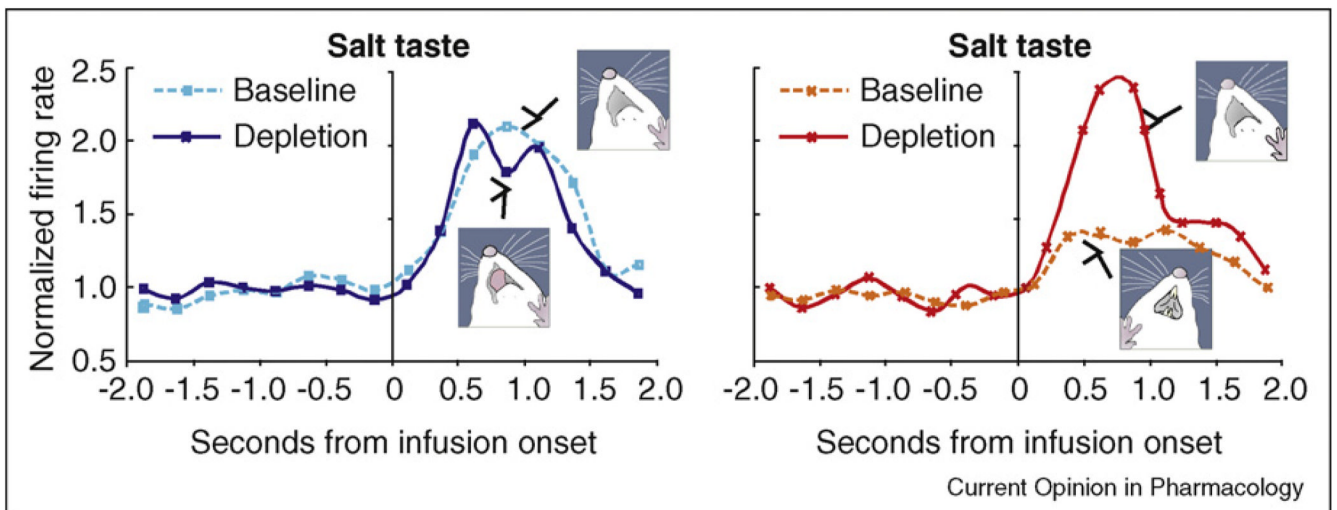 Salt taste
Salt taste
2.5
2.0
1.5
1.0
0.5
Normalized firing rate
Baseline
Depletion
Baseline
Depletion
-2.0 -1.5 -1.0 -0.5 0 0.5 1.0 1.5 2.0
-2.0 -1.5 -1.0 -0.5 0 0.5 1.0 1.5 2.0
Seconds from infusion onset
Seconds from infusion onset
Current Opinion in Pharmacology